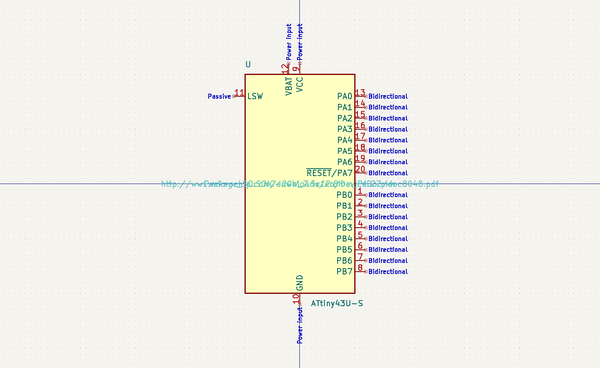 Power Input
Power Input
U
12
9
VBAT
VCC
Passive
11
LSW
PA0
13
Bidirectional
PA1
14
Bidirectional
PA2
15
Bidirectional
PA3
16
Bidirectional
PA4
17
Bidirectional
PA5
18
Bidirectional
PA6
19
Bidirectional
RESET/PA7
20
Bidirectional
PB0
1
Bidirectional
PB1
2
Bidirectional
PB2
3
Bidirectional
PB3
4
Bidirectional
PB4
5
Bidirectional
PB5
6
Bidirectional
PB6
7
Bidirectional
PB7
8
Bidirectional
GND
10
ATtiny43U-S
Power Input